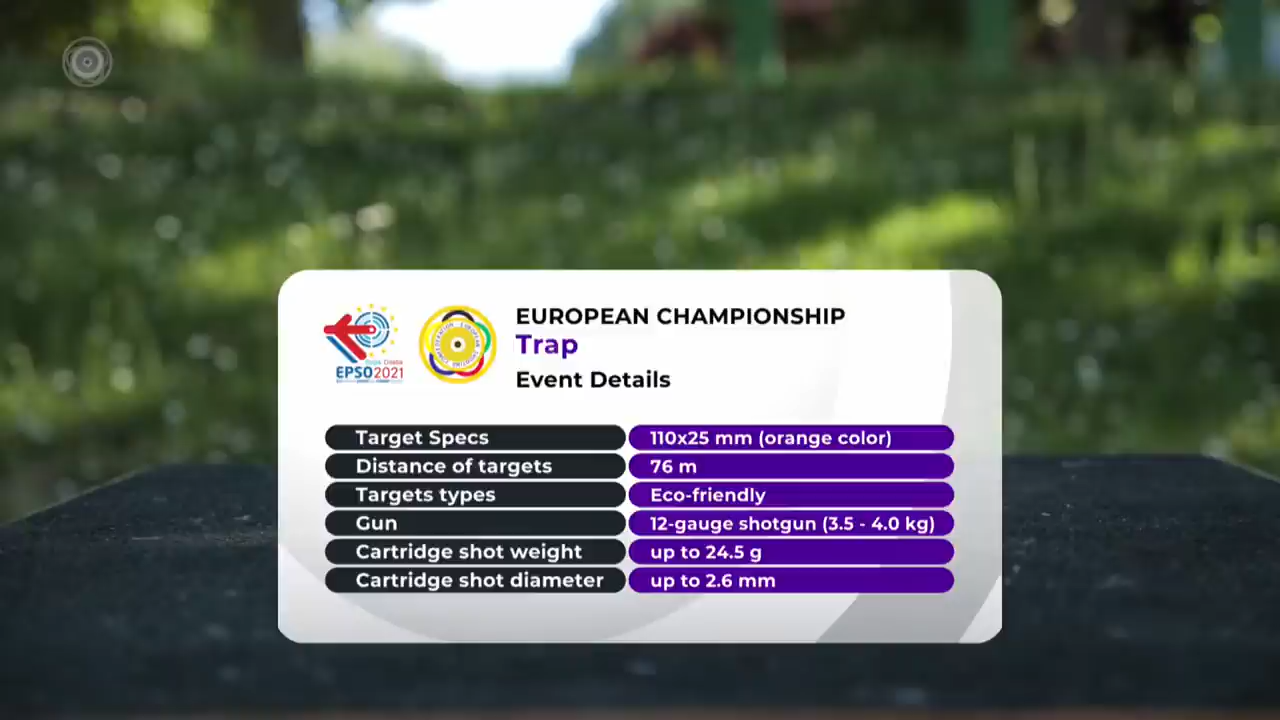 EUROPEAN CHAMPIONSHIP
Trap
Event Details
EPSO2021
Target Specs 110x25 mm (orange color)
Distance of targets 76 m
Targets types Eco-friendly
Gun 12-gauge shotgun (3.5 - 4.0 kg)
Cartridge shot weight up to 24.5 g
Cartridge shot diameter up to 2.6 mm